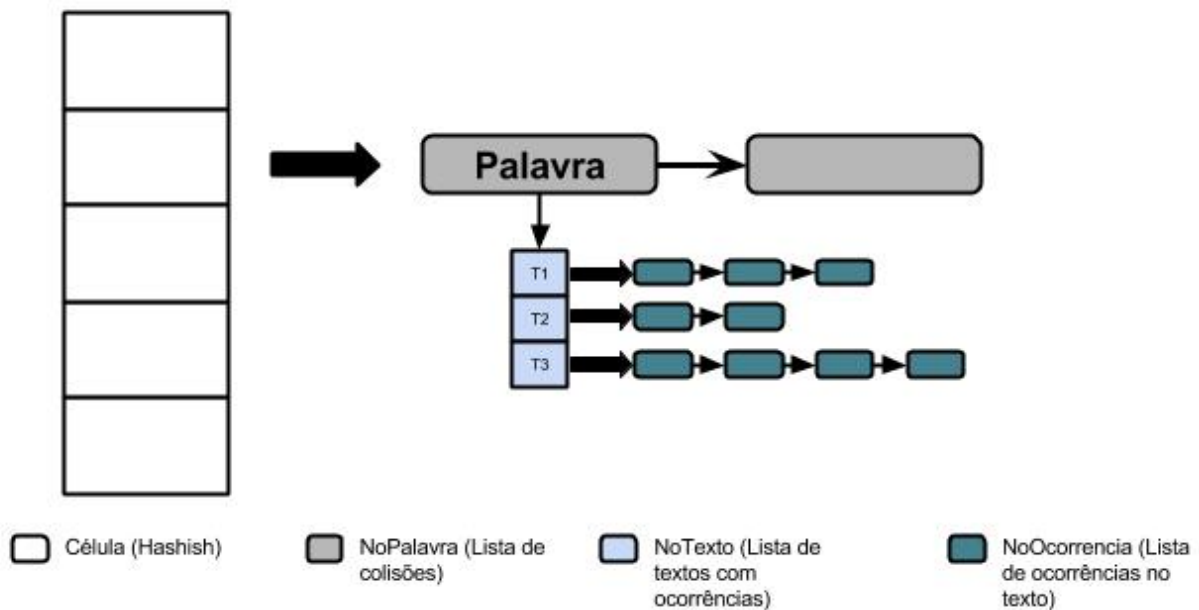 Palavra
T1
T2
T3
Célula (Hashish)
NoPalavra (Lista de
colisões)
NoTexto (Lista de
textos com
ocorrências)
NoOcorrencia (Lista
de ocorrências no
texto)